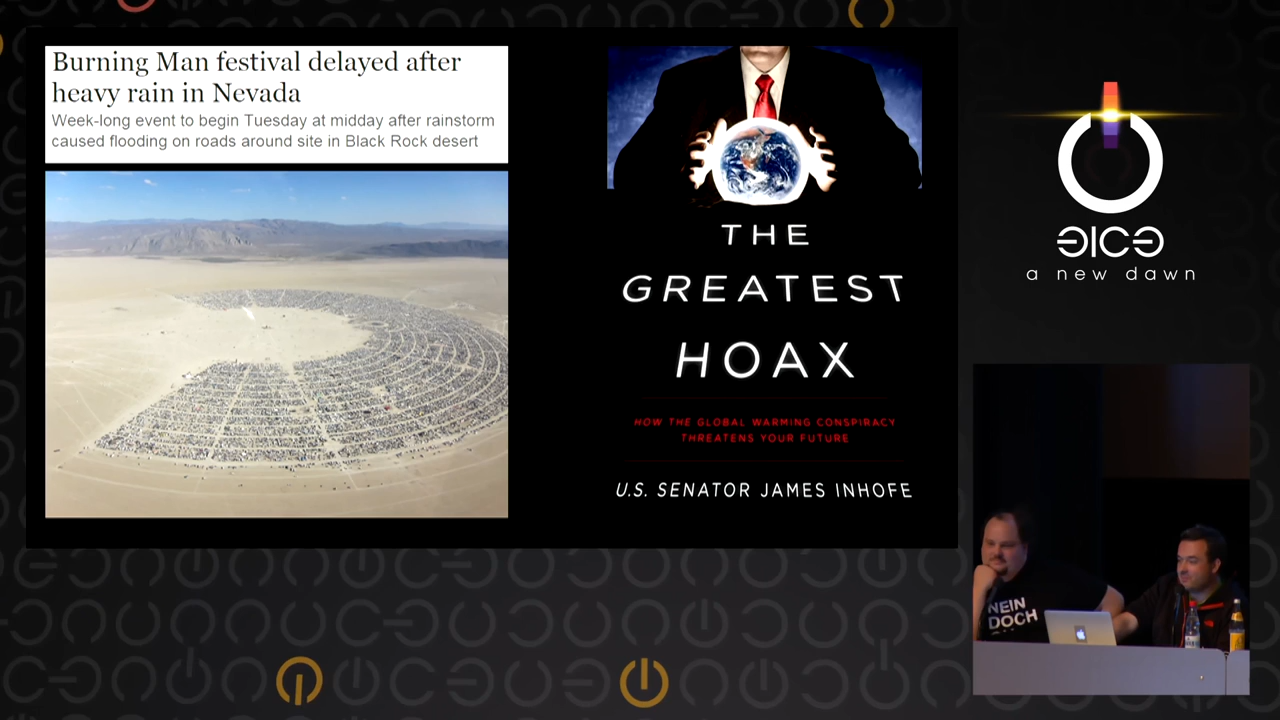 Burning Man festival delayed after
heavy rain in Nevada
Week-long event to begin Tuesday at midday after rainstorm
caused flooding on roads around site in Black Rock desert
THE
GREATEST
HOAX
HOW THE GLOBAL WARMING CONSPIRACY
THREATENS YOUR FUTURE
U.S. SENATOR JAMES INHOFE
a new dawn
NEIN
DOCH